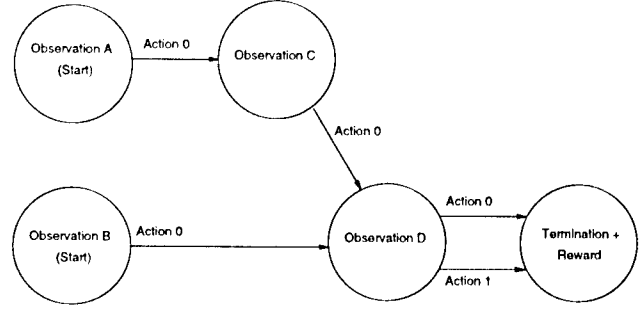 Observation A
(Start)
Action 0
Observation C
Action 0
Observation B
(Start)
Action 0
Observation D
Action 0
Action 1
Termination +
Reward